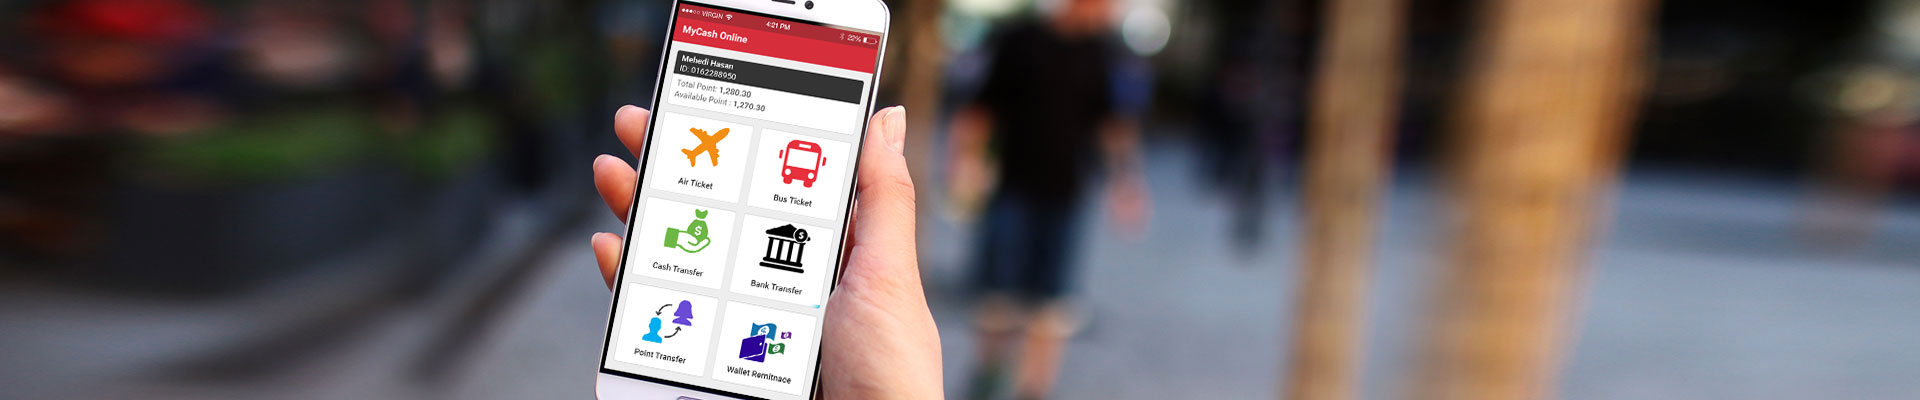 VIRGIN 4:21 PM 22%
MyCash Online
Mehedi Hasan
ID: 0162288950
Total Point: 1,280.30
Available Point : 1,270.30
Air Ticket
Bus Ticket
Cash Transfer
Bank Transfer
Point Transfer
Wallet Remitnace